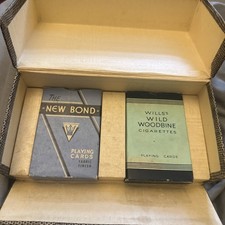 The
NEW BOND
PLAYING
CARDS
WILLS'S
WILD
WOODBINE
CIGARETTES
PLAYING CARDS